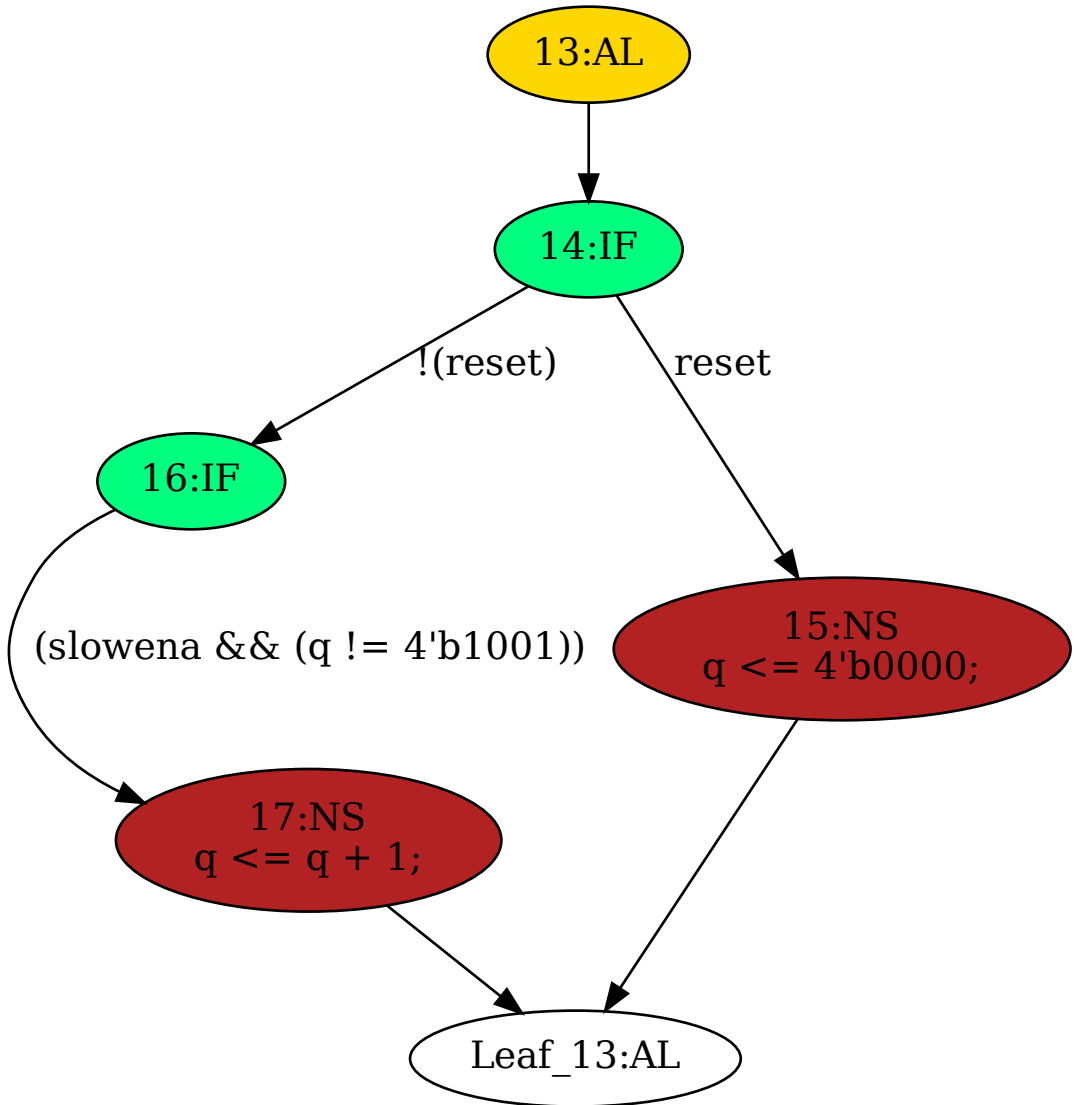 13:AL
14:IF
!(reset)
reset
16:IF
(slowena && (q != 4'b1001))
15:NS
q <= 4'b0000;
17:NS
q <= q + 1;
Leaf_13:AL